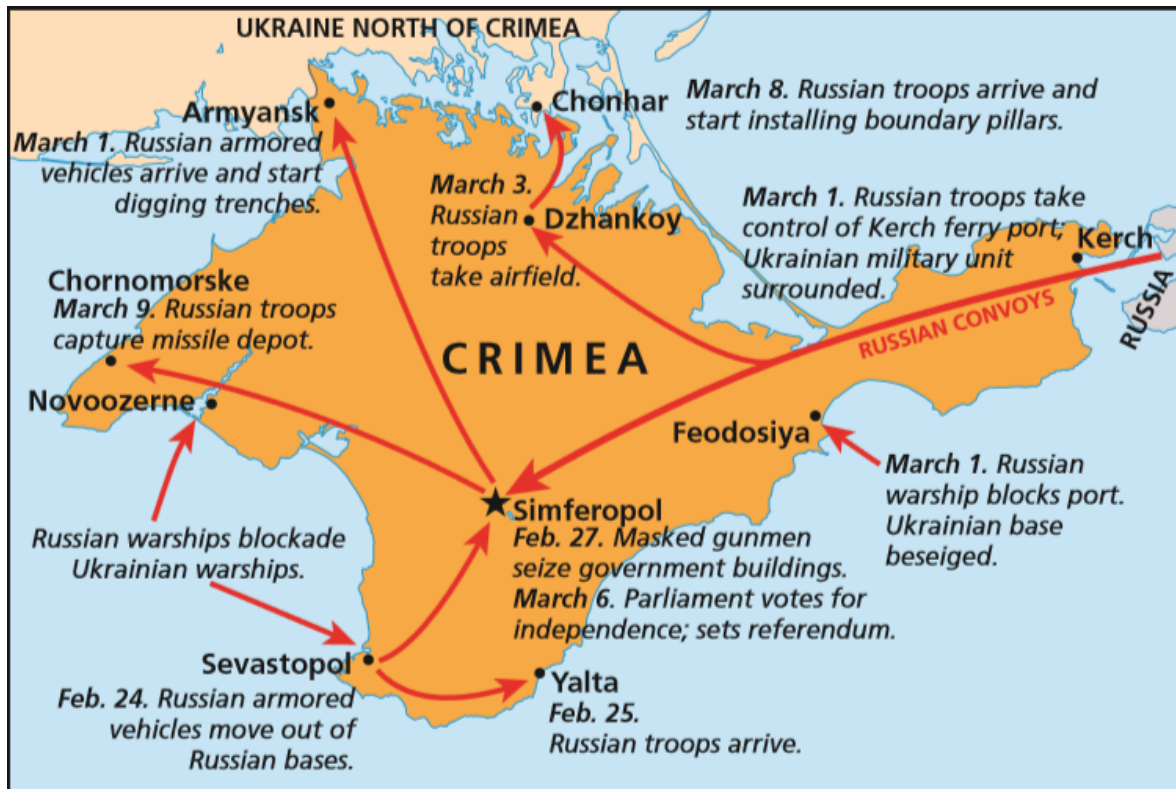 UKRAINE NORTH OF CRIMEA
Armyansk
March 1. Russian armored
vehicles arrive and start
digging trenches.
Chonhar
March 8. Russian troops arrive and
start installing boundary pillars.
March 3.
Russian
troops
take airfield.
Dzhankoy
March 1. Russian troops take
control of Kerch ferry port;
Ukrainian military unit
surrounded.
Kerch
RUSSIA
RUSSIAN CONVOYS
Chornomorske
March 9. Russian troops
capture missile depot.
CRIMEA
Novoozerne
Feodosiya
March 1. Russian
warship blocks port.
Ukrainian base
beseiged.
Russian warships blockade
Ukrainian warships.
Simferopol
Feb. 27. Masked gunmen
seize government buildings.
March 6. Parliament votes for
independence; sets referendum.
Sevastopol
Feb. 24. Russian armored
vehicles move out of
Russian bases.
Yalta
Feb. 25.
Russian troops arrive.